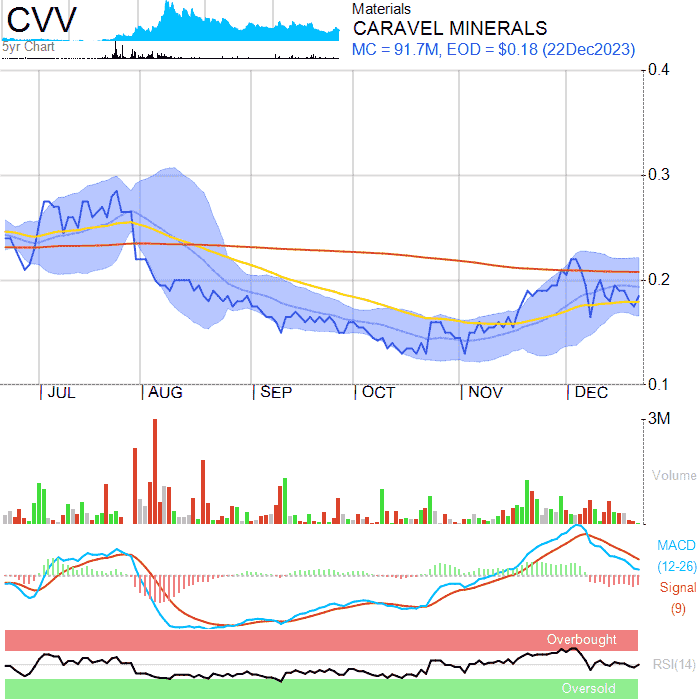 CVV
5yr Chart
Materials
CARAVEL MINERALS
MC = 91.7M, EOD = $0.18 (22Dec2023)
0.4
0.3
0.2
0.1
JUL AUG SEP OCT NOV DEC
3M
Volume
MACD
(12-26)
Signal
(9)
Overbought
RSI(14)
Oversold